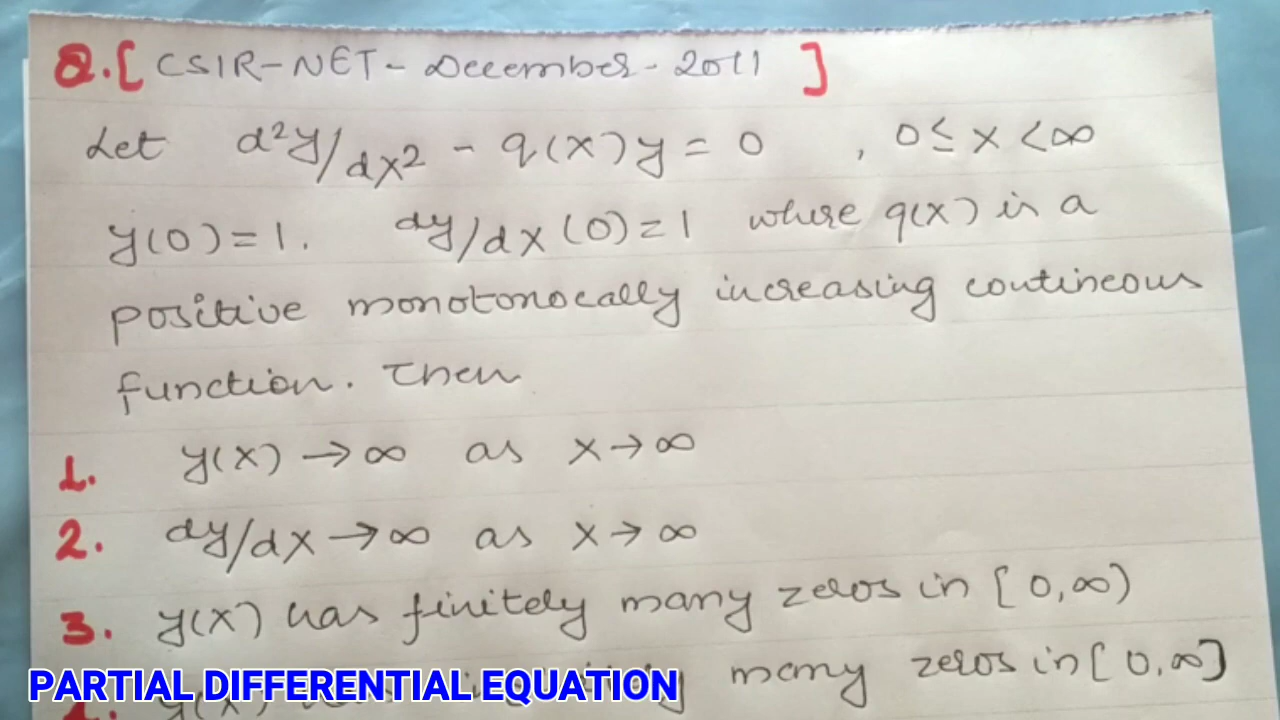 Q. [ CSIR-NET- December - 2011 ]
Let d²y/dx² - q(x)y = 0 , 0 ≤ x < ∞
y(0)=1. dy/dx (0)=1 where q(x) is a
positive monotonocally increasing contineous
function. Then
1. y(x) → ∞ as x → ∞
2. dy/dx → ∞ as x → ∞
3. y(x) has finitely many zeros in [0,∞)
y(x) many zeros in [0,∞]
PARTIAL DIFFERENTIAL EQUATION